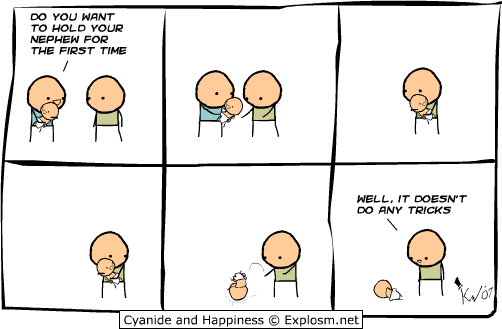 DO YOU WANT
TO HOLD YOUR
NEPHEW FOR
THE FIRST TIME
WELL, IT DOESN'T
DO ANY TRICKS
Cyanide and Happiness © Explosm.net